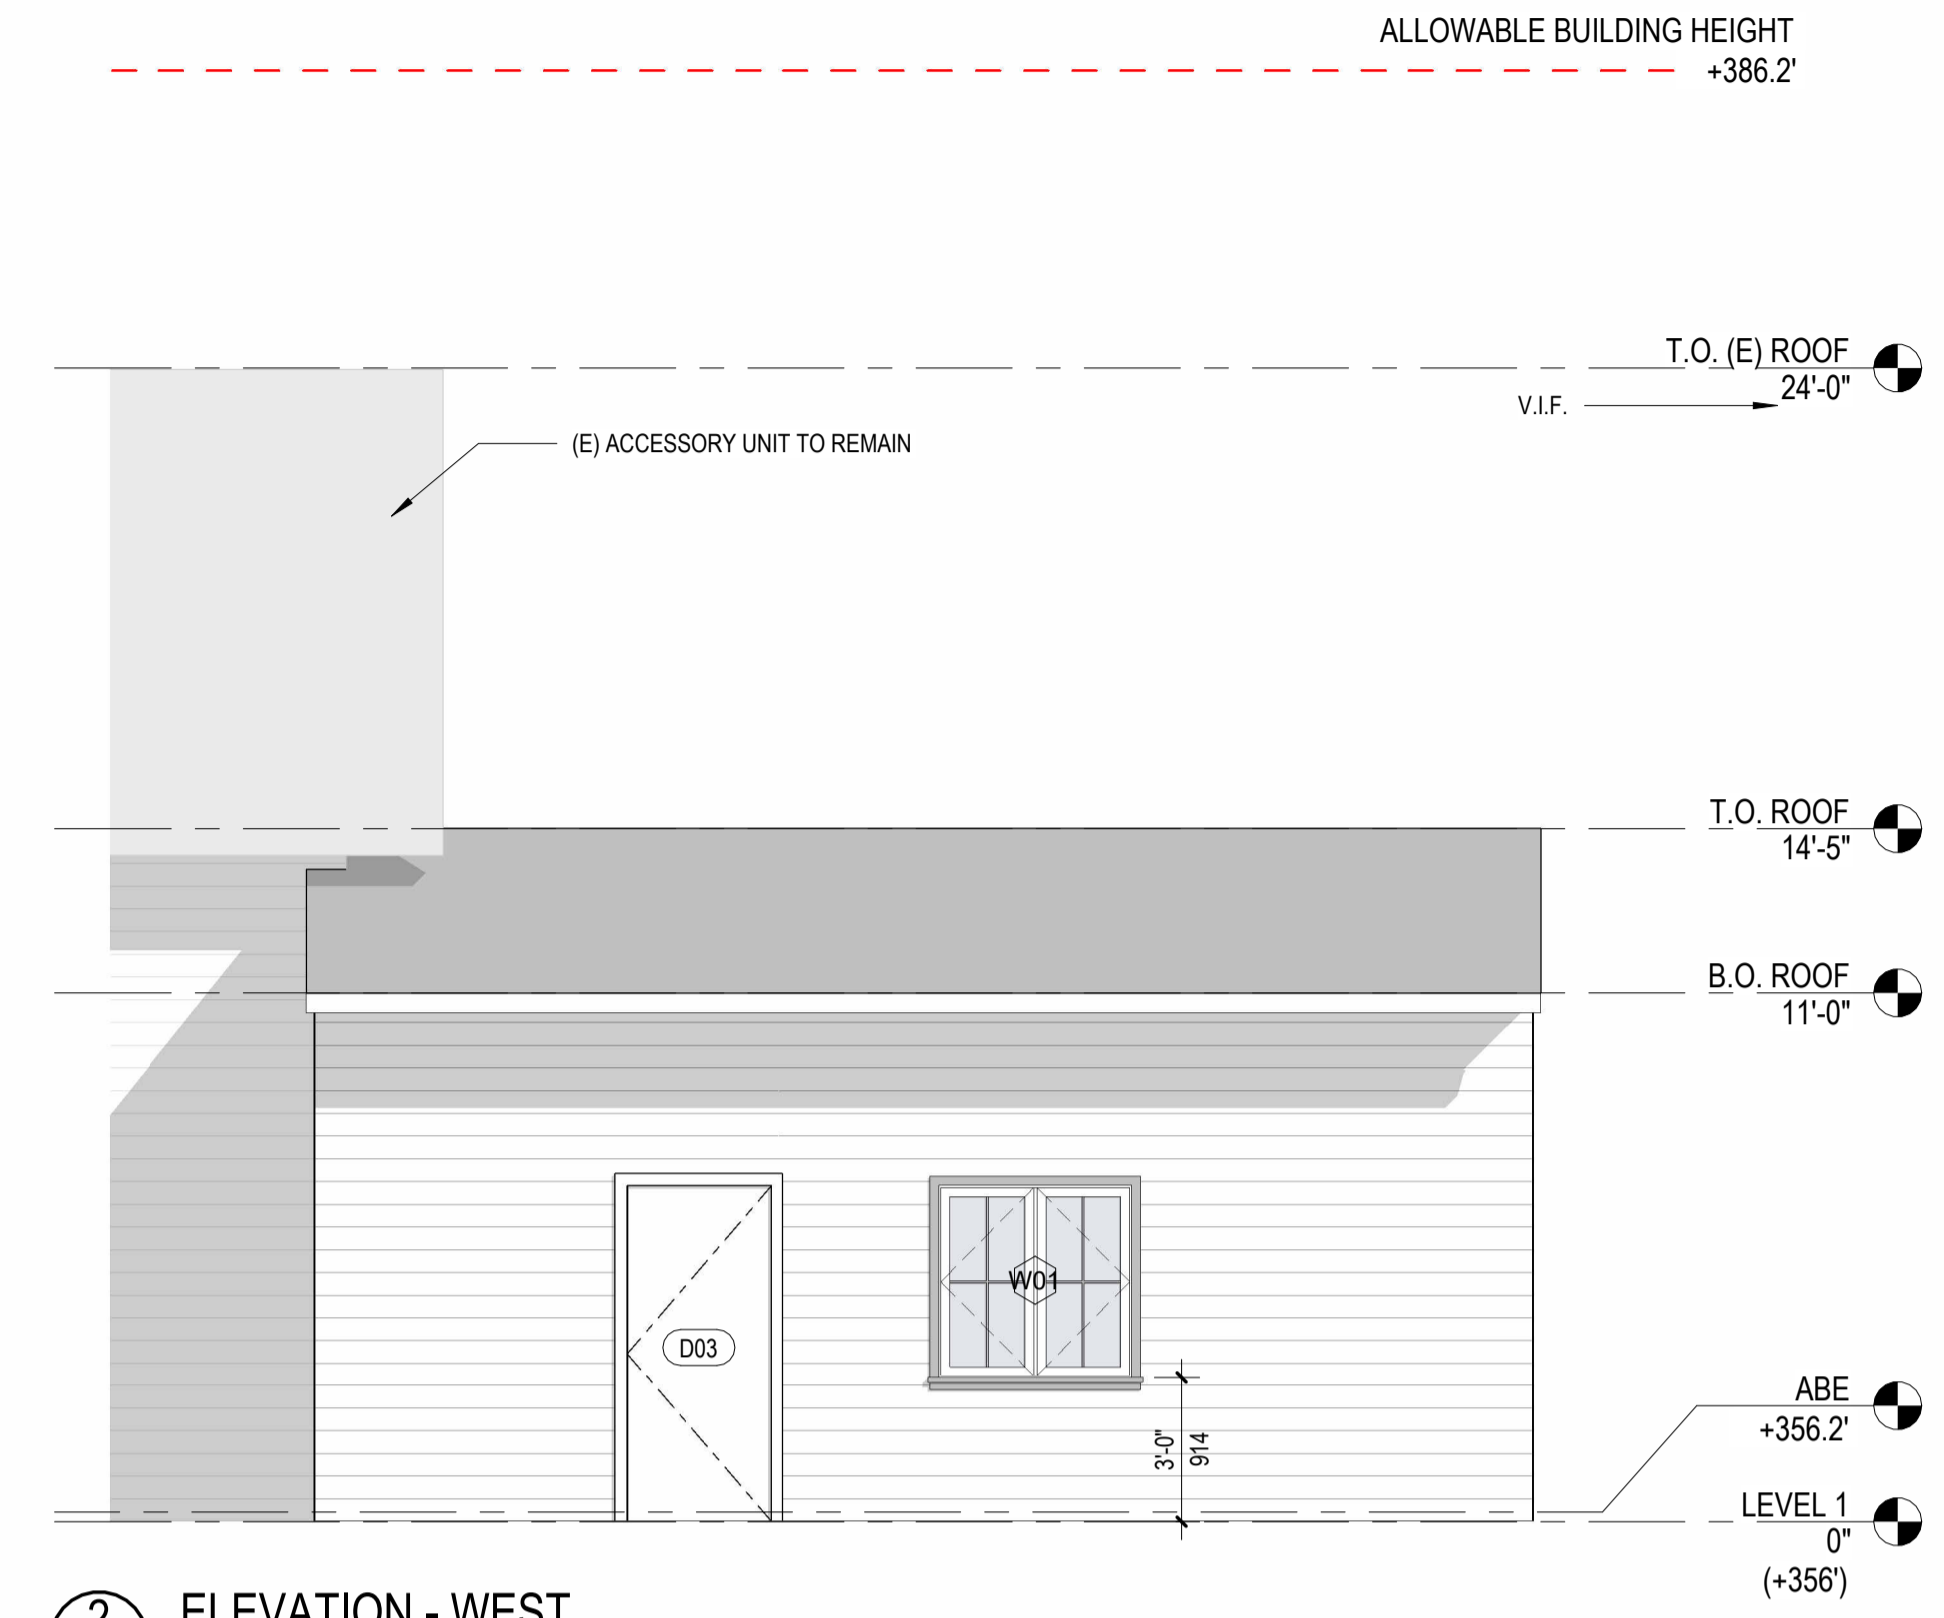 ALLOWABLE BUILDING HEIGHT
+386.2'
T.O. (E) ROOF
24'-0"
V.I.F.
(E) ACCESSORY UNIT TO REMAIN
T.O. ROOF
14'-5"
B.O. ROOF
11'-0"
W01
D03
3'-0"
914
ABE
+356.2'
LEVEL 1
0"
(+356')
2
ELEVATION - WEST